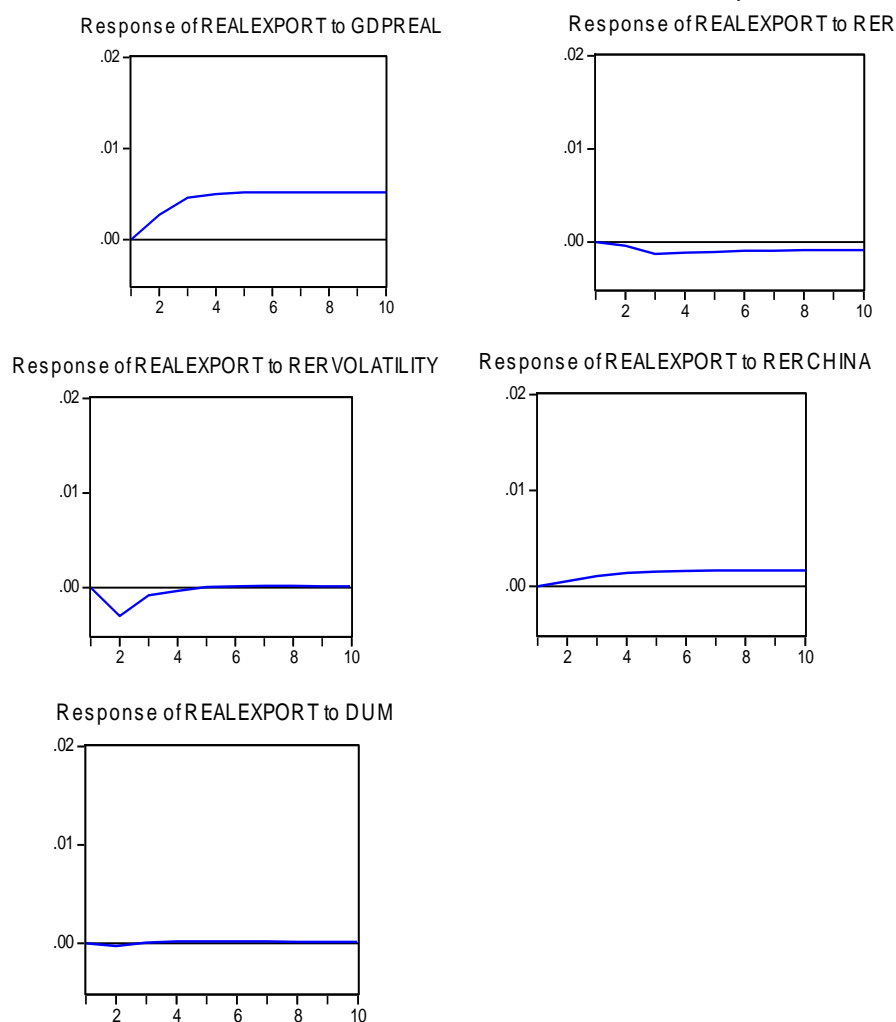 Response of REALEXPORT to GDPREAL
.02
.01
.00
2 4 6 8 10
Response of REALEXPORT to RER
.02
.01
.00
2 4 6 8 10
Response of REALEXPORT to RERVOLATILITY
.02
.01
.00
2 4 6 8 10
Response of REALEXPORT to RERCHINA
.02
.01
.00
2 4 6 8 10
Response of REALEXPORT to DUM
.02
.01
.00
2 4 6 8 10